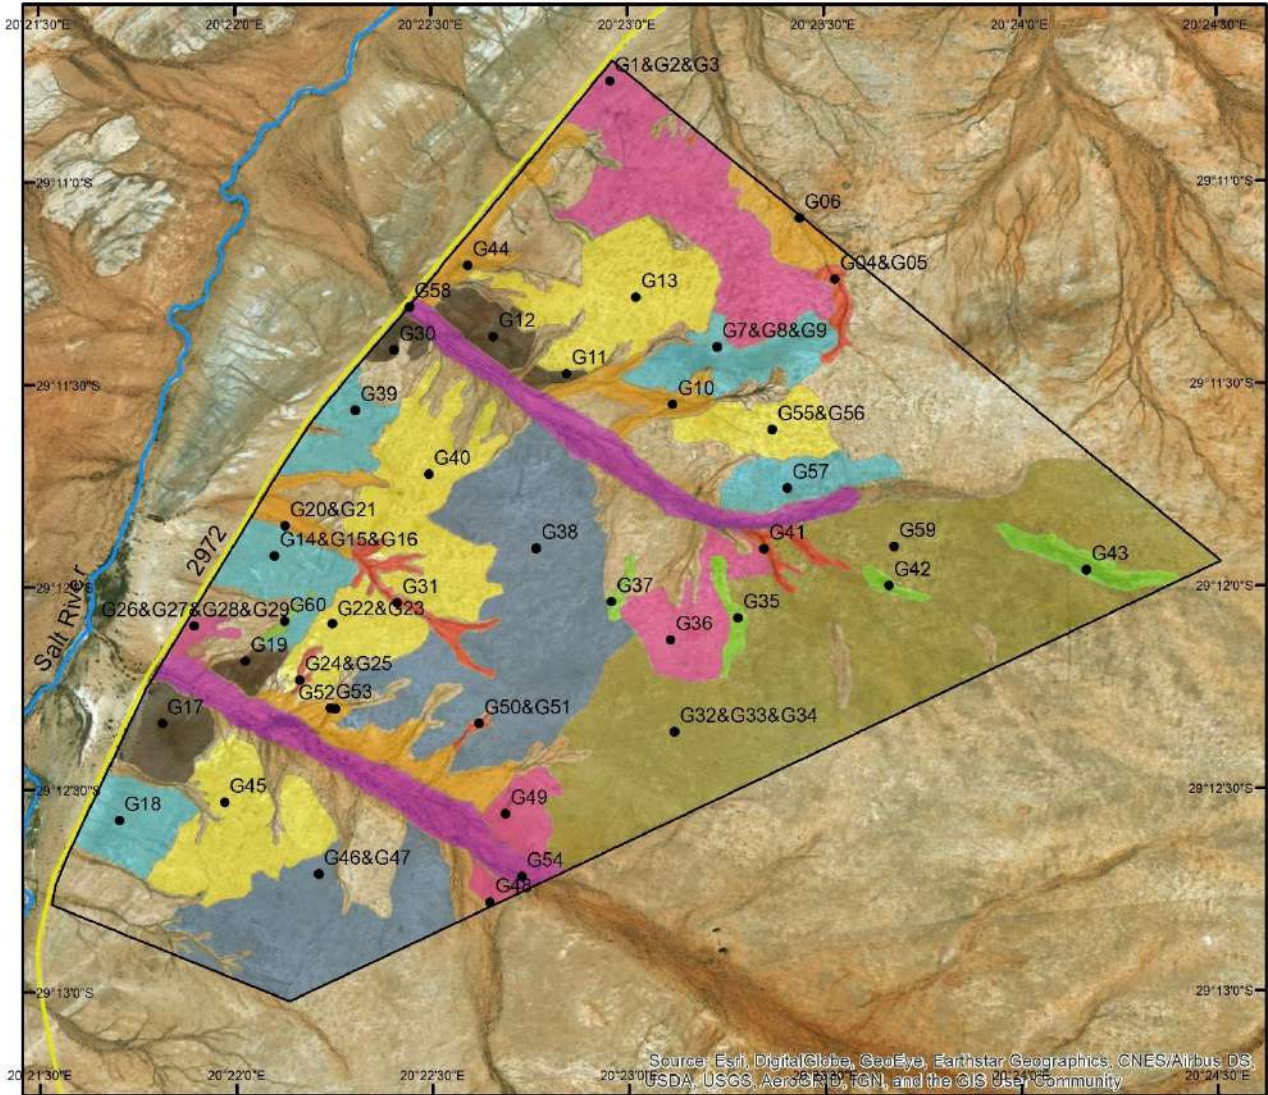 20°21'30"E 20°22'0"E 20°22'30"E 20°23'0"E 20°23'30"E 20°24'0"E 20°24'30"E
G1&G2&G3
29°11'0"S 29°11'0"S
G06
G44
G04&G05
G13
G58
G12
G7&G8&G9
G30
G11
29°11'30"S 29°11'30"S
G10
G39
G55&G56
G40
G57
G20&G21
2972
G14&G15&G16
G38
G41
G59
G43
G42
29°12'0"S 29°12'0"S
G37
G31
G26&G27&G28&G29
G60
G22&G23
G35
Salt River
G36
G19
G24&G25
G52 G53
G17
G50&G51
G32&G33&G34
29°12'30"S 29°12'30"S
G45
G18
G49
G46&G47
G54
G48
29°13'0"S 29°13'0"S
Source: Esri, DigitalGlobe, GeoEye, Earthstar Geographics, CNES/Airbus DS,
USDA, USGS, AeroGRID, IGN, and the GIS User Community
20°21'30"E 20°22'0"E 20°22'30"E 20°23'0"E 20°23'30"E 20°24'0"E 20°24'30"E